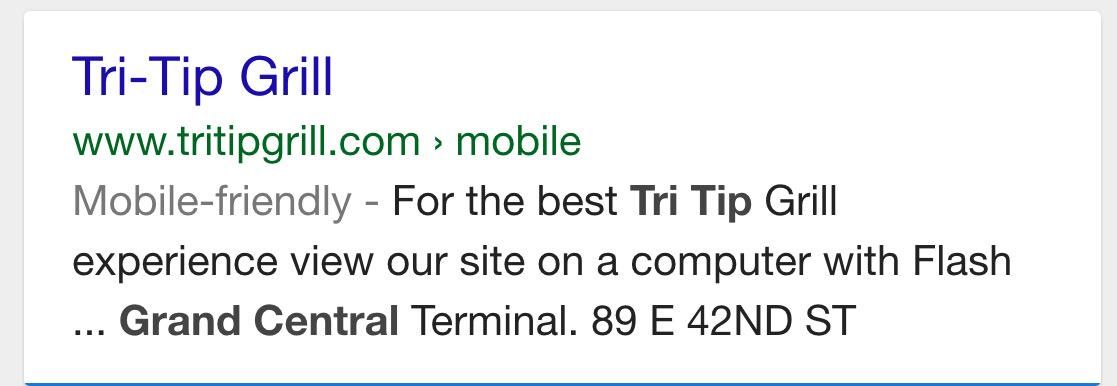 Tri-Tip Grill
www.tritipgrill.com › mobile
Mobile-friendly - For the best Tri Tip Grill
experience view our site on a computer with Flash
... Grand Central Terminal. 89 E 42ND ST